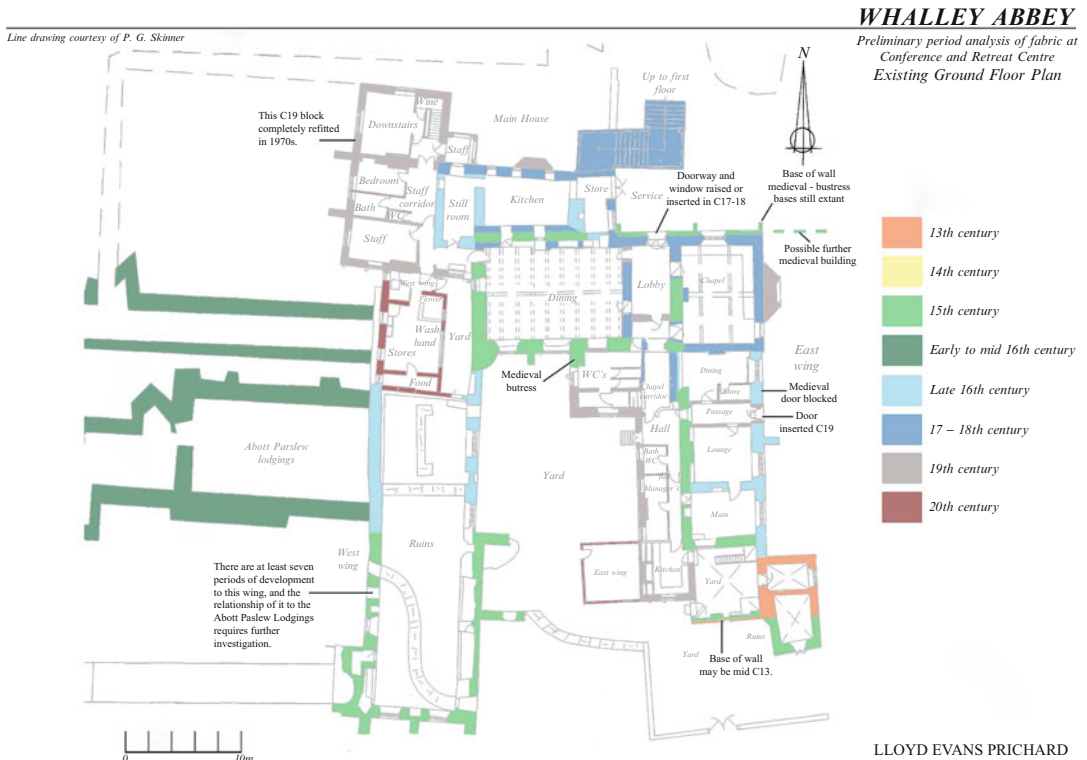 WHALLEY ABBEY
Line drawing courtesy of P. G. Skinner
Preliminary period analysis of fabric at
Conference and Retreat Centre
Existing Ground Floor Plan
N
Up to first
floor
Wine
This C19 block
completely refitted
in 1970s.
Downstairs
Main House
Staff
Bedroom
Staff
corridor
Bath
WC
Staff
Still
room
Kitchen
Store
Service
Doorway and
window raised or
inserted in C17-18
Base of wall
medieval - bustress
bases still extant
Possible further
medieval building
13th century
14th century
15th century
Early to mid 16th century
Late 16th century
17 – 18th century
19th century
20th century
West wing
Flower
Wash
hand
Stores
Food
Yard
Dining
Lobby
Chapel
Medieval
butress
WC's
Chapel
corridor
Dining
Store
East
wing
Medieval
door blocked
Passage
Door
inserted C19
Hall
Lounge
Bath
WC
Manager's
Main
Abott Parslew
lodgings
Yard
West
wing
Ruins
There are at least seven
periods of development
to this wing, and the
relationship of it to the
Abott Paslew Lodgings
requires further
investigation.
East wing
Kitchen
Yard
Ruins
Yard
Base of wall
may be mid C13.
0
10m
LLOYD EVANS PRICHARD